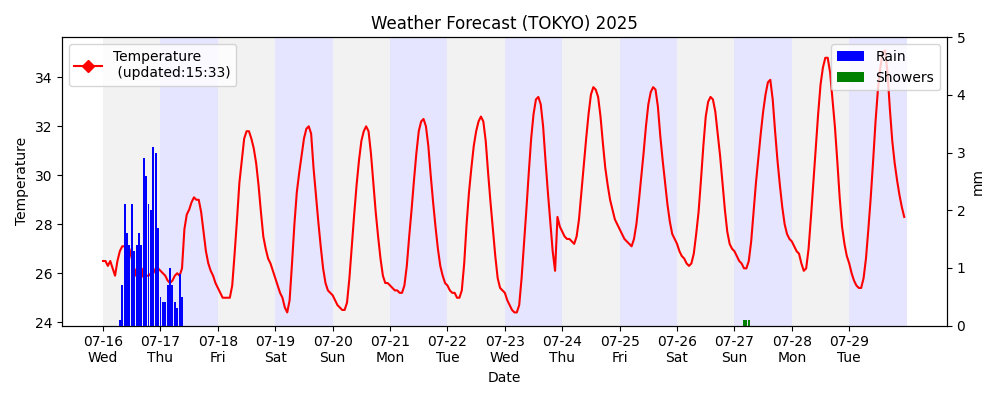 Weather Forecast (TOKYO) 2025
Temperature
(updated:15:33)
Rain
Showers
Temperature
34
32
30
28
26
24
5
4
3
2
1
0
mm
07-16 07-17 07-18 07-19 07-20 07-21 07-22 07-23 07-24 07-25 07-26 07-27 07-28 07-29
Wed Thu Fri Sat Sun Mon Tue Wed Thu Fri Sat Sun Mon Tue
Date